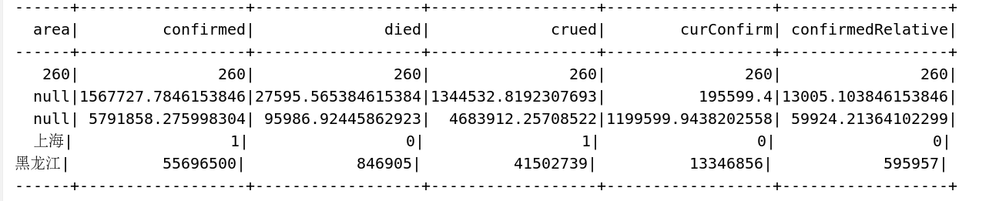 ------+------------------+------------------+------------------+------------------+------------------+
area|         confirmed|              died|             crued|        curConfirm| confirmedRelative|
------+------------------+------------------+------------------+------------------+------------------+
260|               260|               260|               260|               260|               260|
null|1567727.7846153846|27595.565384615384|1344532.8192307693|          195599.4|13005.103846153846|
null| 5791858.275998304| 95986.92445862923|  4683912.25708522|1199599.9438202558| 59924.21364102299|
上海|                 1|                 0|                 1|                 0|                 0|
黑龙江|          55696500|            846905|          41502739|          13346856|            595957|
------+------------------+------------------+------------------+------------------+------------------+